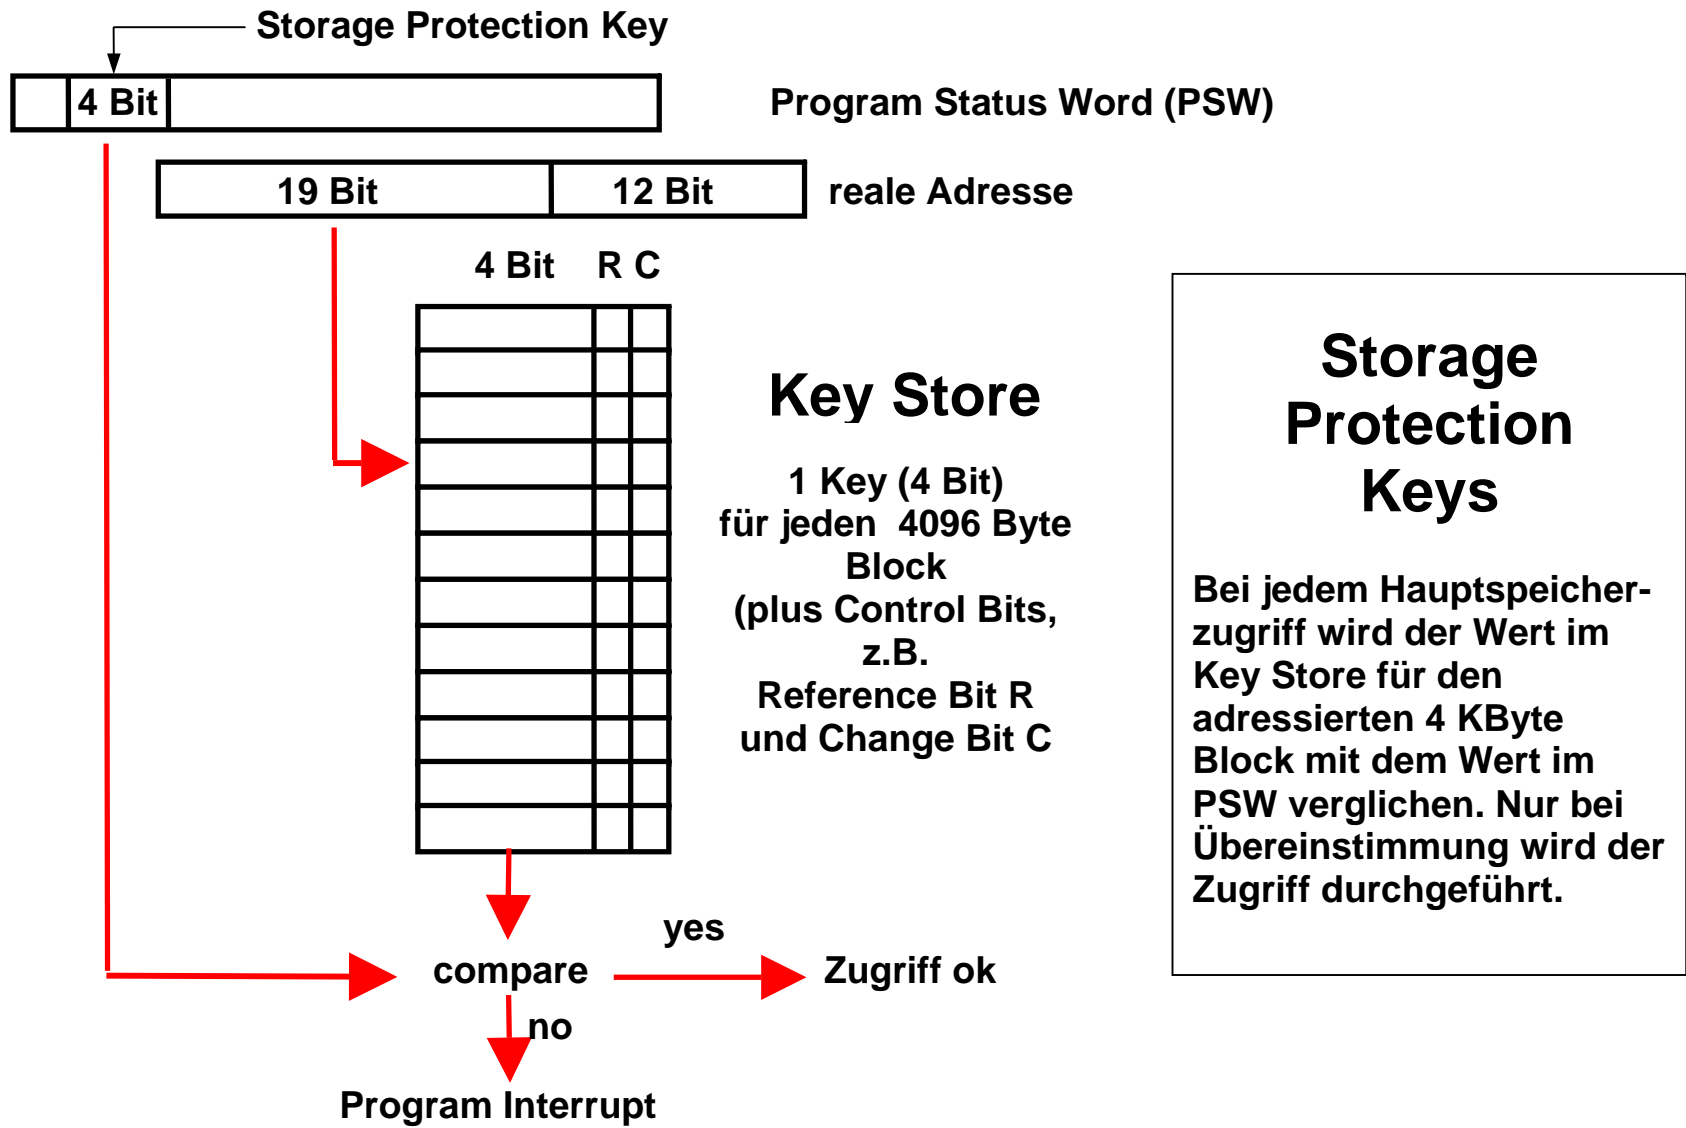 Storage Protection Key
4 Bit
Program Status Word (PSW)
19 Bit
12 Bit
reale Adresse
4 Bit
R C
Key Store
1 Key (4 Bit)
für jeden 4096 Byte
Block
(plus Control Bits,
z.B.
Reference Bit R
und Change Bit C
Storage
Protection
Keys
Bei jedem Hauptspeicher-
zugriff wird der Wert im
Key Store für den
adressierten 4 KByte
Block mit dem Wert im
PSW verglichen. Nur bei
Übereinstimmung wird der
Zugriff durchgeführt.
yes
compare
Zugriff ok
no
Program Interrupt